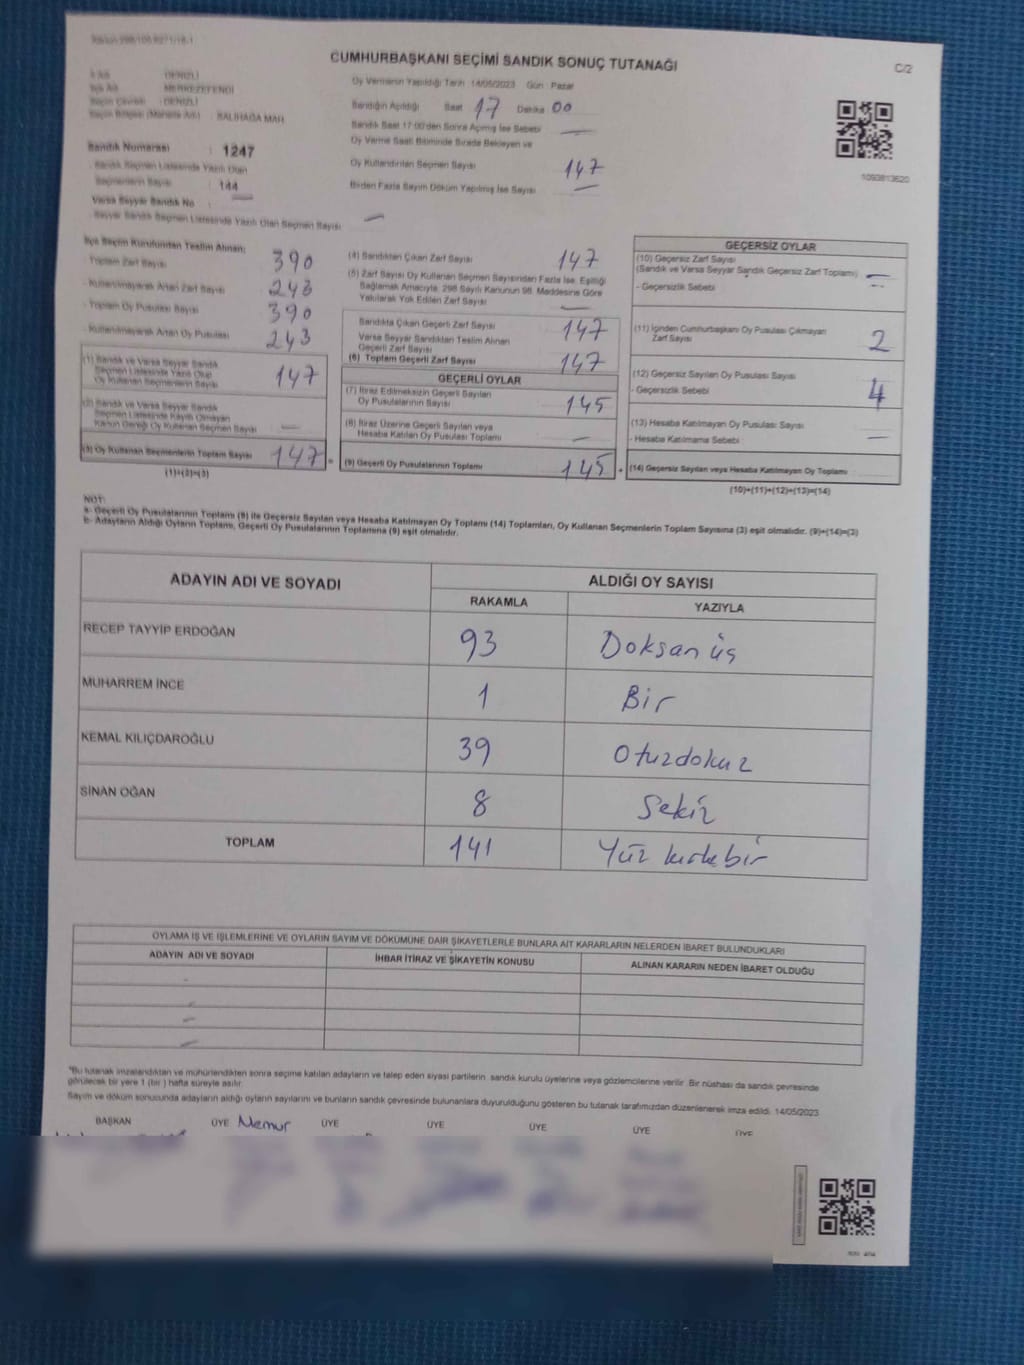 C/2
CUMHURBAŞKANI SEÇİMİ SANDIK SONUÇ TUTANAĞI
DENİZLİ
MERKEZEFENDİ
DENİZLİ
Seçim Bölgesi (Mahalle Adı) : SALİHAĞA MAH
Sandık Numarası : 1247
Sandık Seçmen Listesinde Yazılı Olan
Seçmenlerin Sayısı : 144
Varsa Seyyar Sandık No :
Seyyar Sandık Seçmen Listesinde Yazılı Olan Seçmen Sayısı : —
Oy Vermenin Yapıldığı Tarih : 14/05/2023 Gün : Pazar
Sandığın Açıldığı Saat 17 Dakika 00
Sandık Saat 17:00'den Sonra Açılmış İse Sebebi —
Oy Verme Saati Bitiminde Sırada Bekleyen ve
Oy Kullandırılan Seçmen Sayısı 147
Birden Fazla Sayım Döküm Yapılmış İse Sayısı —
1093813620
İlçe Seçim Kurulundan Teslim Alınan;
- Toplam Zarf Sayısı 390
- Kullanılmayarak Artan Zarf Sayısı 243
- Toplam Oy Pusulası Sayısı 390
- Kullanılmayarak Artan Oy Pusulası 243
(1) Sandık ve Varsa Seyyar Sandık
Seçmen Listesinde Yazılı Olup
Oy Kullanan Seçmenlerin Sayısı 147
(2) Sandık ve Varsa Seyyar Sandık
Seçmen Listesinde Kaydı Olmayan
Kanun Gereği Oy Kullanan Seçmen Sayısı —
(3) Oy Kullanan Seçmenlerin Toplam Sayısı 147 =
(1)+(2)=(3)
(4) Sandıktan Çıkan Zarf Sayısı 147
(5) Zarf Sayısı Oy Kullanan Seçmen Sayısından Fazla İse, Eşitliği
Sağlamak Amacıyla, 298 Sayılı Kanunun 98. Maddesine Göre
Yakılarak Yok Edilen Zarf Sayısı —
Sandıkta Çıkan Geçerli Zarf Sayısı 147
Varsa Seyyar Sandıktan Teslim Alınan
Geçerli Zarf Sayısı
(6) Toplam Geçerli Zarf Sayısı 147
GEÇERLİ OYLAR
(7) İtiraz Edilmeksizin Geçerli Sayılan
Oy Pusulalarının Sayısı 145
(8) İtiraz Üzerine Geçerli Sayılan veya
Hesaba Katılan Oy Pusulası Toplamı —
(9) Geçerli Oy Pusulalarının Toplamı 145 +
GEÇERSİZ OYLAR
(10) Geçersiz Zarf Sayısı
(Sandık ve Varsa Seyyar Sandık Geçersiz Zarf Toplamı) —
- Geçersizlik Sebebi —
(11) İçinden Cumhurbaşkanı Oy Pusulası Çıkmayan
Zarf Sayısı 2
(12) Geçersiz Sayılan Oy Pusulası Sayısı
- Geçersizlik Sebebi 4
(13) Hesaba Katılmayan Oy Pusulası Sayısı
- Hesaba Katılmama Sebebi —
(14) Geçersiz Sayılan veya Hesaba Katılmayan Oy Toplamı
(10)+(11)+(12)+(13)=(14)
NOT:
a- Geçerli Oy Pusulalarının Toplamı (9) ile Geçersiz Sayılan veya Hesaba Katılmayan Oy Toplamı (14) Toplamları, Oy Kullanan Seçmenlerin Toplam Sayısına (3) eşit olmalıdır. (9)+(14)=(3)
b- Adayların Aldığı Oyların Toplamı, Geçerli Oy Pusulalarının Toplamına (9) eşit olmalıdır.
ADAYIN ADI VE SOYADI ALDIĞI OY SAYISI
RAKAMLA YAZIYLA
RECEP TAYYİP ERDOĞAN 93 Doksan üç
MUHARREM İNCE 1 Bir
KEMAL KILIÇDAROĞLU 39 Otuzdokuz
SİNAN OĞAN 8 Sekiz
TOPLAM 141 Yüz kırkbir
OYLAMA İŞ VE İŞLEMLERİNE VE OYLARIN SAYIM VE DÖKÜMÜNE DAİR ŞİKAYETLERLE BUNLARA AİT KARARLARIN NELERDEN İBARET BULUNDUKLARI
ADAYIN ADI VE SOYADI İHBAR İTİRAZ VE ŞİKAYETİN KONUSU ALINAN KARARIN NEDEN İBARET OLDUĞU
*Bu tutanak imzalandıktan ve mühürlendikten sonra seçime katılan adayların ve talep eden siyasi partilerin sandık kurulu üyelerine veya gözlemcilerine verilir. Bir nüshası da sandık çevresinde
görülecek bir yere 1 (bir) hafta süreyle asılır.
Sayım ve döküm sonucunda adayların aldığı oyların sayılarını ve bunların sandık çevresinde bulunanlara duyurulduğunu gösteren bu tutanak tarafımızdan düzenlenerek imza edildi. 14/05/2023
BAŞKAN ÜYE Memur ÜYE ÜYE ÜYE ÜYE ÜYE